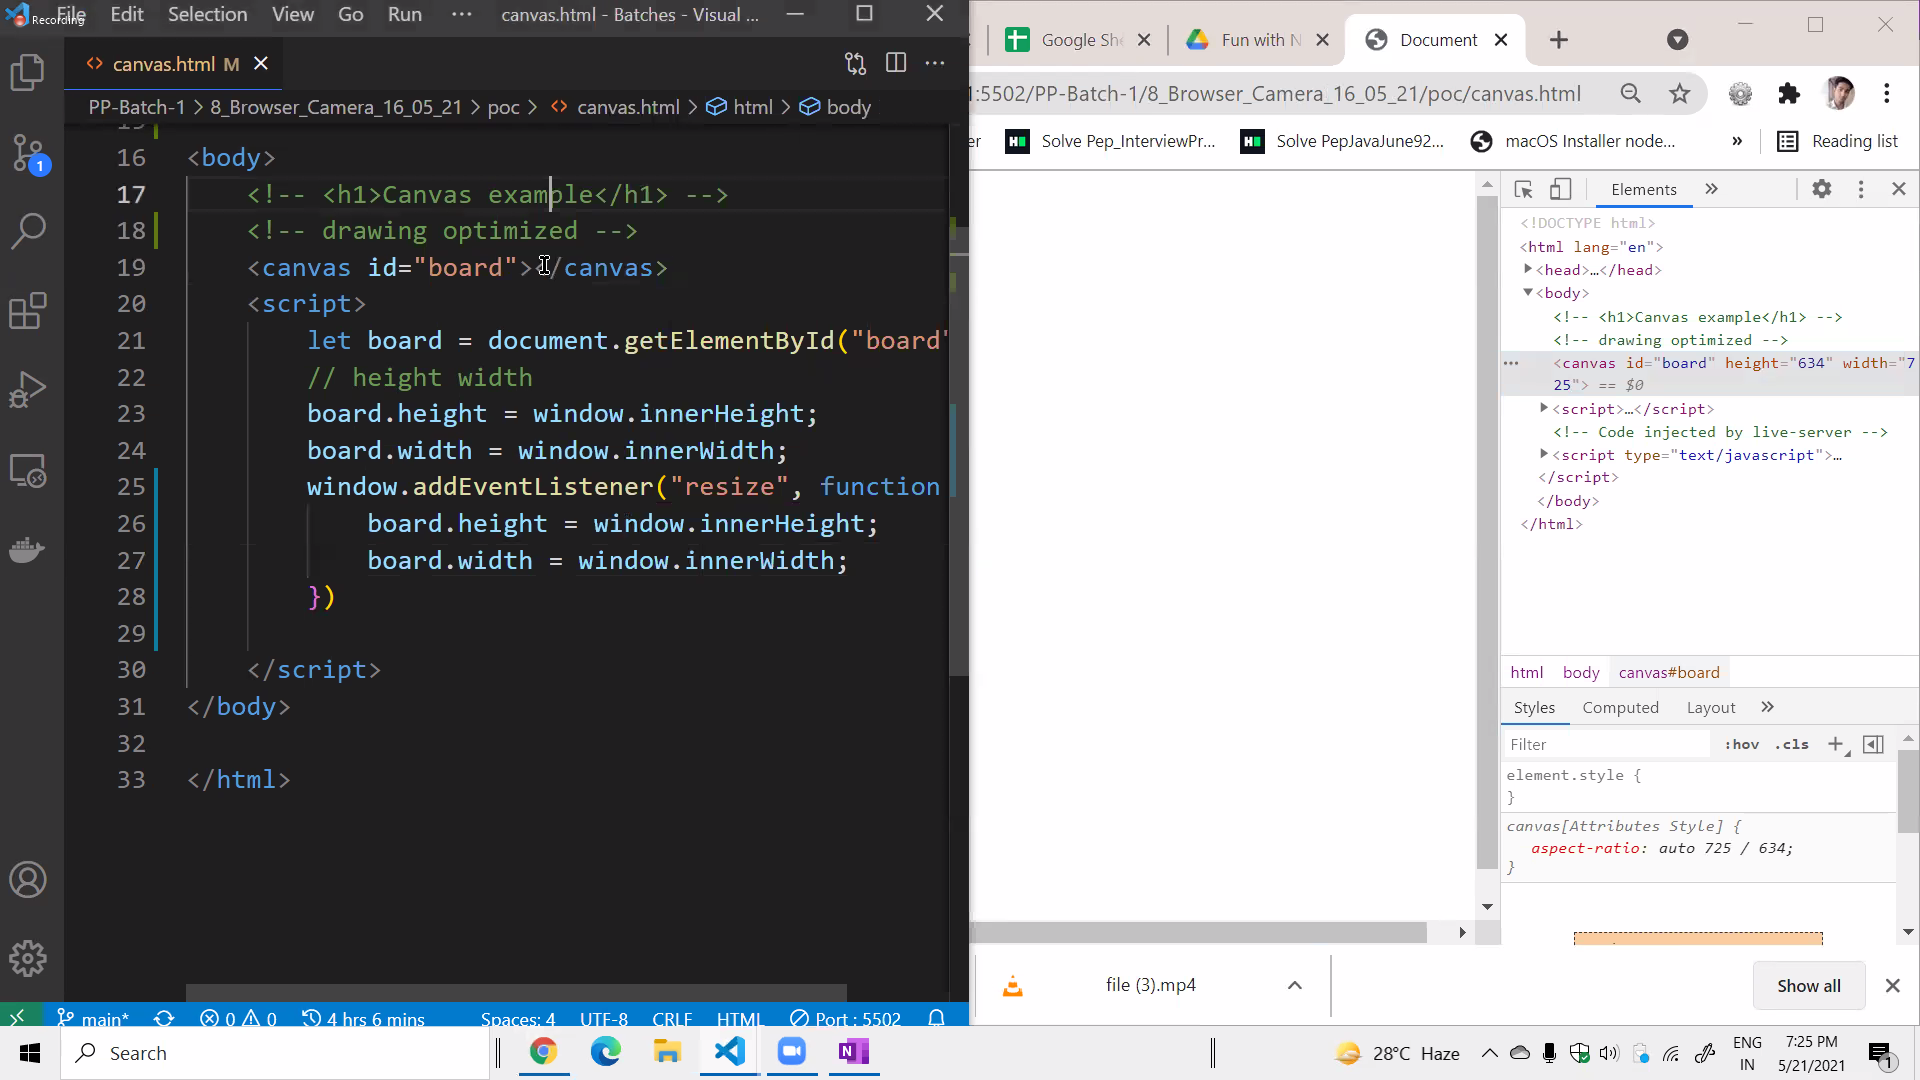 Recording
File Edit Selection View Go Run ··· canvas.html - Batches - Visual ...
canvas.html M
PP-Batch-1 > 8_Browser_Camera_16_05_21 > poc > canvas.html > html > body
16 <body>
17 <!-- <h1>Canvas example</h1> -->
18 <!-- drawing optimized -->
19 <canvas id="board"></canvas>
20 <script>
21 let board = document.getElementById("board"
22 // height width
23 board.height = window.innerHeight;
24 board.width = window.innerWidth;
25 window.addEventListener("resize", function
26 board.height = window.innerHeight;
27 board.width = window.innerWidth;
28 })
29
30 </script>
31 </body>
32
33 </html>
main* 0 0 4 hrs 6 mins Spaces: 4 UTF-8 CRLF HTML Port : 5502
Google She Fun with N Document
:5502/PP-Batch-1/8_Browser_Camera_16_05_21/poc/canvas.html
er Solve Pep_InterviewPr... Solve PepJavaJune92... macOS Installer node... » Reading list
Elements »
<!DOCTYPE html>
<html lang="en">
<head>…</head>
<body>
<!-- <h1>Canvas example</h1> -->
<!-- drawing optimized -->
<canvas id="board" height="634" width="7
25"> == $0
<script>…</script>
<!-- Code injected by live-server -->
<script type="text/javascript">…
</script>
</body>
</html>
html body canvas#board
Styles Computed Layout »
Filter :hov .cls +
element.style {
}
canvas[Attributes Style] {
aspect-ratio: auto 725 / 634;
}
file (3).mp4 Show all
Search 28°C Haze ENG IN 7:25 PM 5/21/2021 1